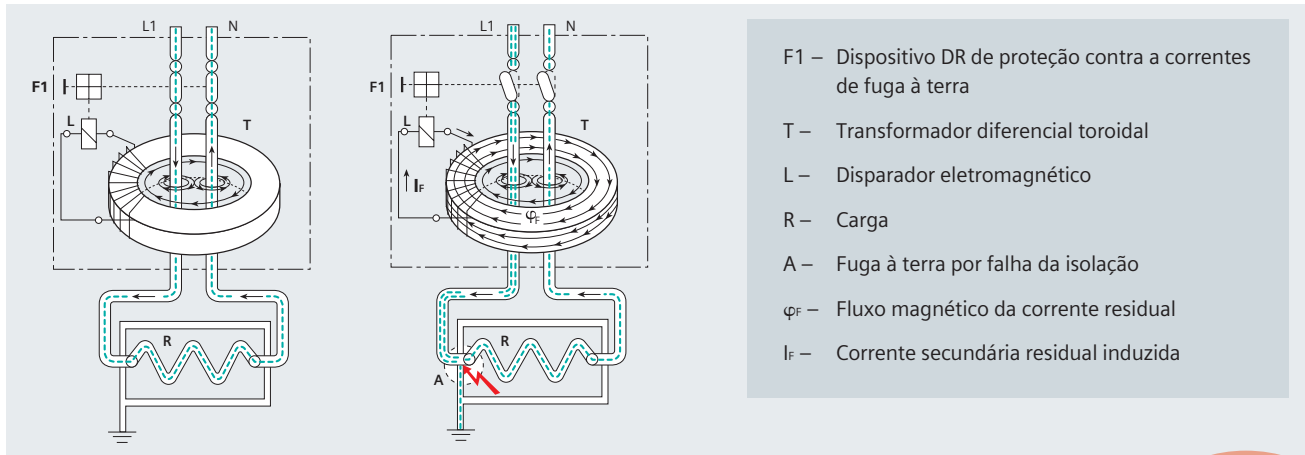 L1 N
F1
L
T
R
L1 N
F1
L
T
IF
φF
R
A
F1 – Dispositivo DR de proteção contra a correntes
de fuga à terra
T – Transformador diferencial toroidal
L – Disparador eletromagnético
R – Carga
A – Fuga à terra por falha da isolação
φF – Fluxo magnético da corrente residual
IF – Corrente secundária residual induzida